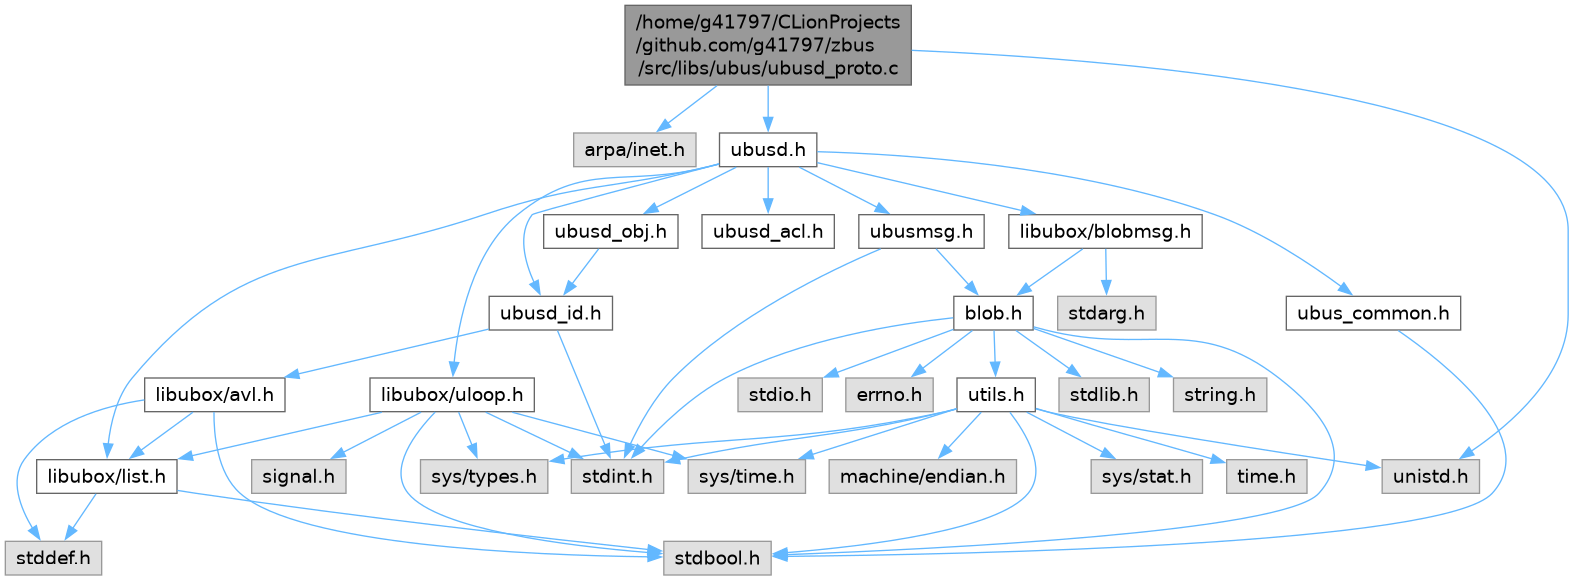 /home/g41797/CLionProjects
/github.com/g41797/zbus
/src/libs/ubus/ubusd_proto.c
arpa/inet.h
ubusd.h
ubusd_obj.h
ubusd_acl.h
ubusmsg.h
libubox/blobmsg.h
ubusd_id.h
blob.h
stdarg.h
ubus_common.h
libubox/avl.h
libubox/uloop.h
stdio.h
errno.h
utils.h
stdlib.h
string.h
libubox/list.h
signal.h
sys/types.h
stdint.h
sys/time.h
machine/endian.h
sys/stat.h
time.h
unistd.h
stddef.h
stdbool.h